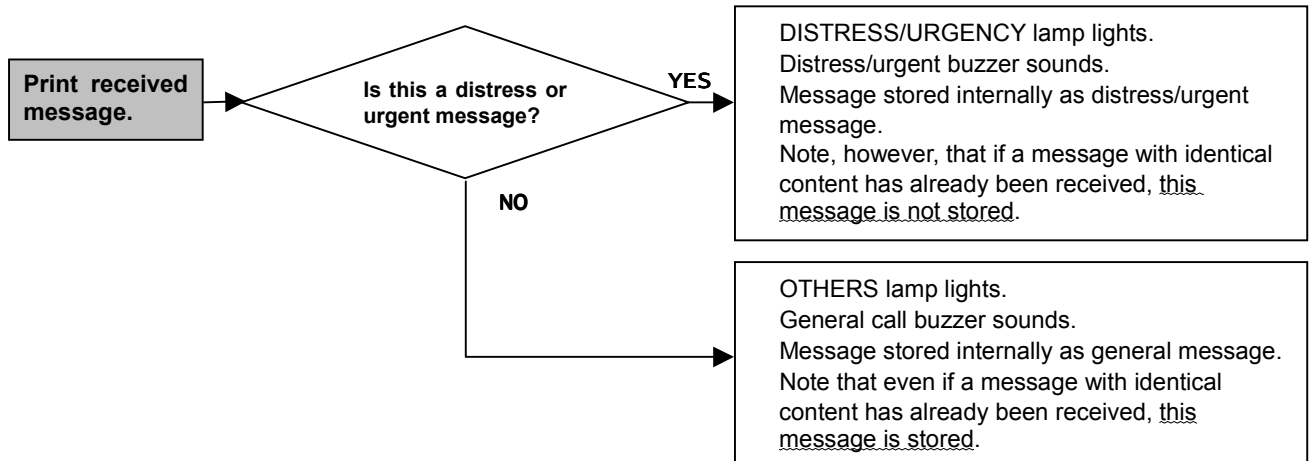 Print received
message.
Is this a distress or
urgent message?
YES
DISTRESS/URGENCY lamp lights.
Distress/urgent buzzer sounds.
Message stored internally as distress/urgent
message.
Note, however, that if a message with identical
content has already been received, this
message is not stored.
NO
OTHERS lamp lights.
General call buzzer sounds.
Message stored internally as general message.
Note that even if a message with identical
content has already been received, this
message is stored.